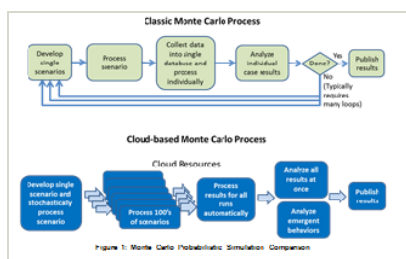 Classic Monte Carlo Process
Develop
single
scenarios
Process
scenario
Collect data
into single
database and
process
individually
Analyze
individual
case results
Done?
Yes
No
(Typically
requires
many loops)
Publish
results
Cloud-based Monte Carlo Process
Cloud Resources
Develop single
scenario and
stochastically
process
scenario
Process 100's
of scenarios
Process
results for all
runs
automatically
Analyze all
results at
once
Analyze
emergent
behaviors
Publish
results
Figure 1: Monte Carlo Probabilistic Simulation Comparison